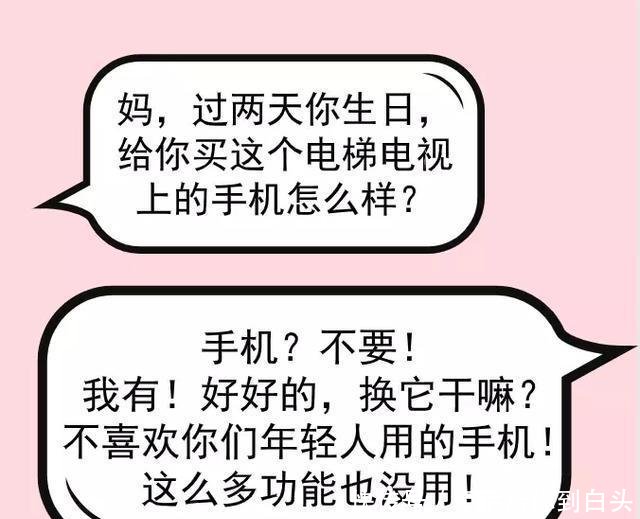 妈，过两天你生日，
给你买这个电梯电视
上的手机怎么样？
手机？不要！
我有！好好的，换它干嘛？
不喜欢你们年轻人用的手机！
这么多功能也没用！
到白头